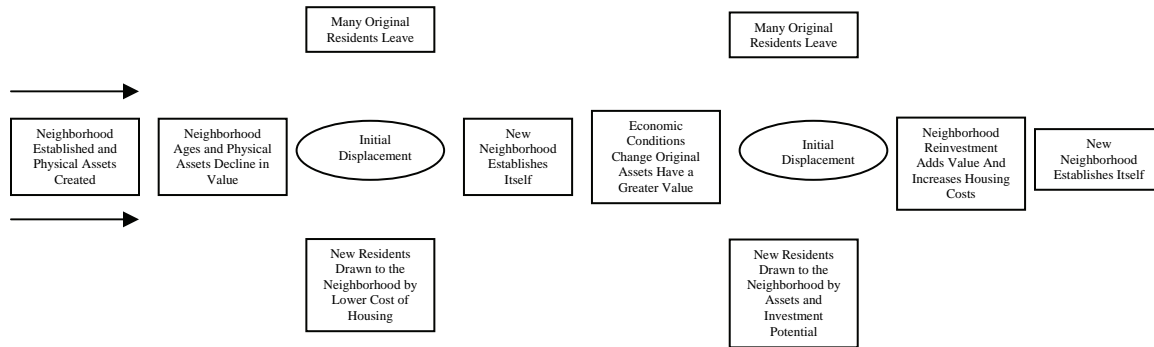 Many Original
Residents Leave
Many Original
Residents Leave
Neighborhood
Established and
Physical Assets
Created
Neighborhood
Ages and Physical
Assets Decline in
Value
Initial
Displacement
New
Neighborhood
Establishes
Itself
Economic
Conditions
Change Original
Assets Have a
Greater Value
Initial
Displacement
Neighborhood
Reinvestment
Adds Value And
Increases Housing
Costs
New
Neighborhood
Establishes Itself
New Residents
Drawn to the
Neighborhood by
Lower Cost of
Housing
New Residents
Drawn to the
Neighborhood by
Assets and
Investment
Potential